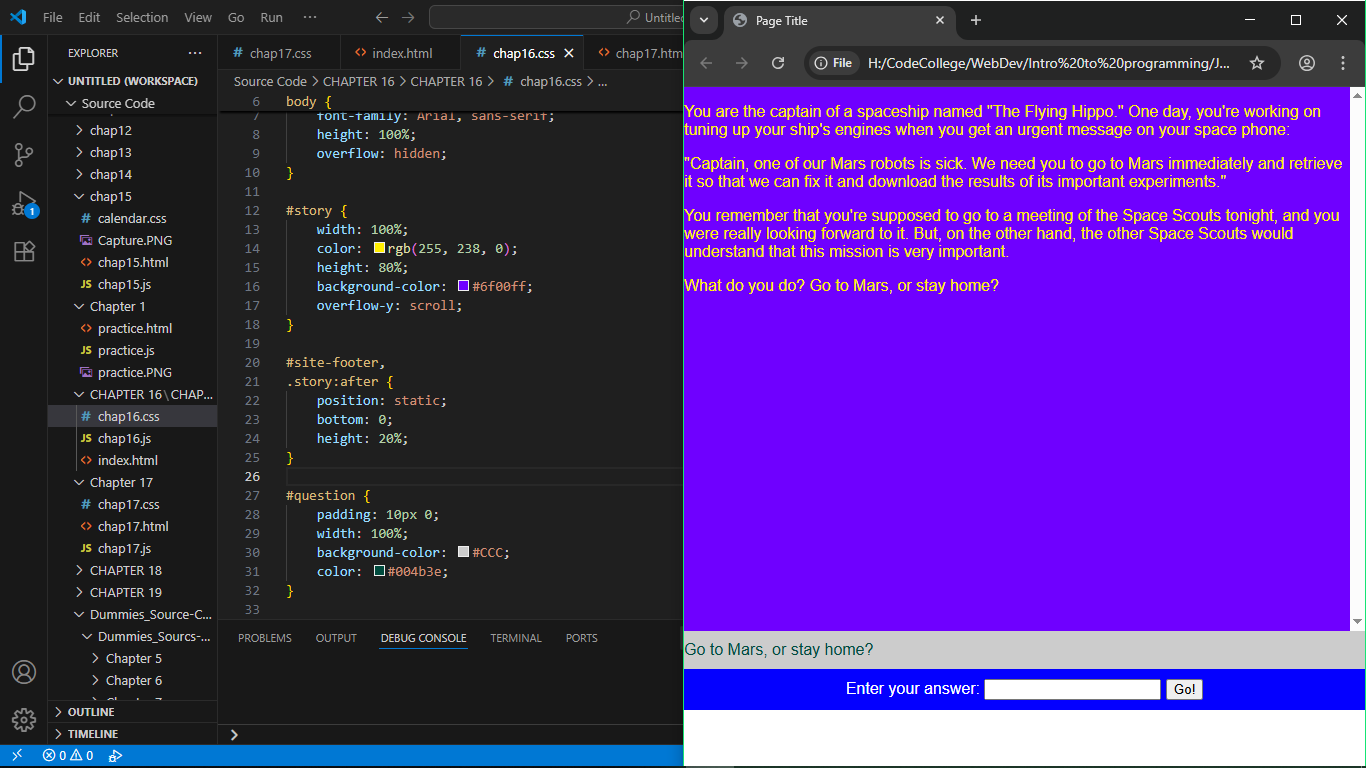 File Edit Selection View Go Run ··· Untitle
EXPLORER ···
UNTITLED (WORKSPACE)
Source Code
chap12
chap13
chap14
chap15
# calendar.css
Capture.PNG
<> chap15.html
JS chap15.js
Chapter 1
<> practice.html
JS practice.js
practice.PNG
CHAPTER 16\CHAP...
# chap16.css
JS chap16.js
<> index.html
Chapter 17
# chap17.css
<> chap17.html
JS chap17.js
CHAPTER 18
CHAPTER 19
Dummies_Source-C...
Dummies_Sourcs-...
Chapter 5
Chapter 6
OUTLINE
TIMELINE
0 0
1
# chap17.css <> index.html # chap16.css <> chap17.htm
Source Code > CHAPTER 16 > CHAPTER 16 > # chap16.css > ...
6 body {
7 font-family: Arial, sans-serif;
8 height: 100%;
9 overflow: hidden;
10 }
11
12 #story {
13 width: 100%;
14 color: rgb(255, 238, 0);
15 height: 80%;
16 background-color: #6f00ff;
17 overflow-y: scroll;
18 }
19
20 #site-footer,
21 .story:after {
22 position: static;
23 bottom: 0;
24 height: 20%;
25 }
26
27 #question {
28 padding: 10px 0;
29 width: 100%;
30 background-color: #CCC;
31 color: #004b3e;
32 }
33
PROBLEMS OUTPUT DEBUG CONSOLE TERMINAL PORTS
>
Page Title
File H:/CodeCollege/WebDev/Intro%20to%20programming/J...
You are the captain of a spaceship named "The Flying Hippo." One day, you're working on
tuning up your ship's engines when you get an urgent message on your space phone:
"Captain, one of our Mars robots is sick. We need you to go to Mars immediately and retrieve
it so that we can fix it and download the results of its important experiments."
You remember that you're supposed to go to a meeting of the Space Scouts tonight, and you
were really looking forward to it. But, on the other hand, the other Space Scouts would
understand that this mission is very important.
What do you do? Go to Mars, or stay home?
Go to Mars, or stay home?
Enter your answer: Go!